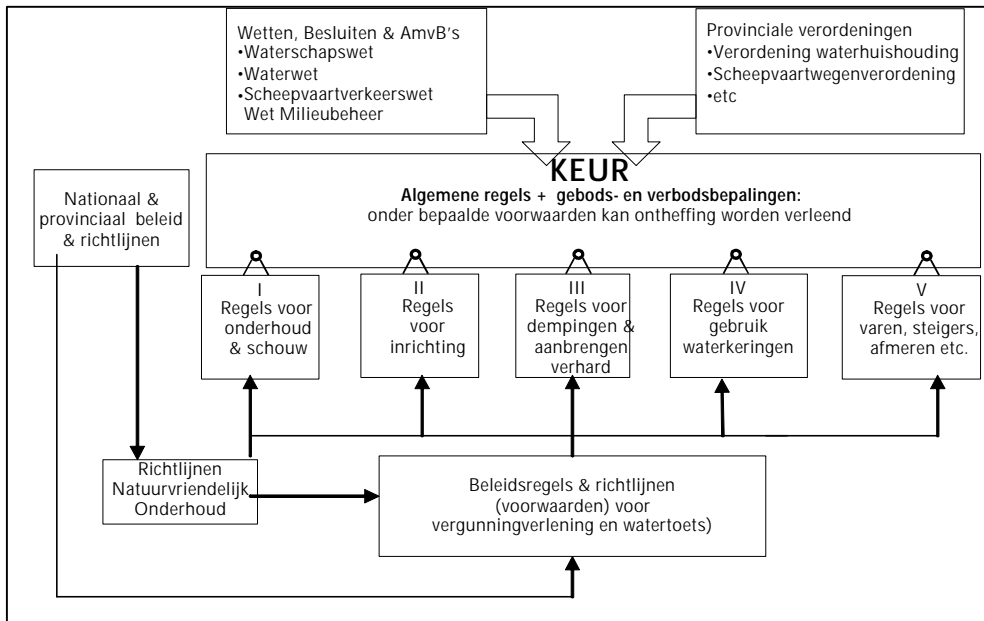 Wetten, Besluiten & AmvB's
•Waterschapswet
•Waterwet
•Scheepvaartverkeerswet
Wet Milieubeheer
Provinciale verordeningen
•Verordening waterhuishouding
•Scheepvaartwegenverordening
•etc
KEUR
Algemene regels + gebods- en verbodsbepalingen:
onder bepaalde voorwaarden kan ontheffing worden verleend
Nationaal &
provinciaal beleid
& richtlijnen
I
Regels voor
onderhoud
& schouw
II
Regels
voor
inrichting
III
Regels voor
dempingen &
aanbrengen
verhard
IV
Regels voor
gebruik
waterkeringen
V
Regels voor
varen, steigers,
afmeren etc.
Richtlijnen
Natuurvriendelijk
Onderhoud
Beleidsregels & richtlijnen
(voorwaarden) voor
vergunningverlening en watertoets)